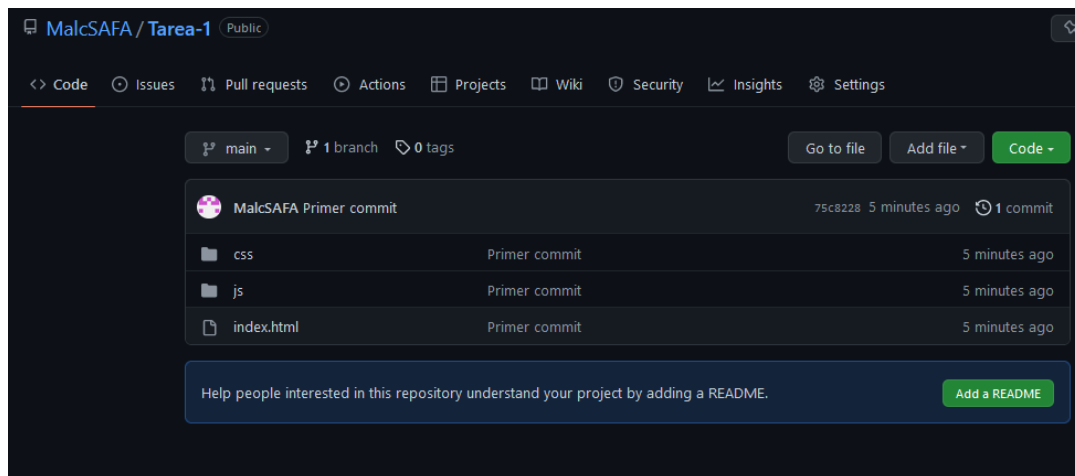 MalcSAFA / Tarea-1 Public
Code Issues Pull requests Actions Projects Wiki Security Insights Settings
main 1 branch 0 tags Go to file Add file Code
MalcSAFA Primer commit 75c8228 5 minutes ago 1 commit
css Primer commit 5 minutes ago
js Primer commit 5 minutes ago
index.html Primer commit 5 minutes ago
Help people interested in this repository understand your project by adding a README. Add a README